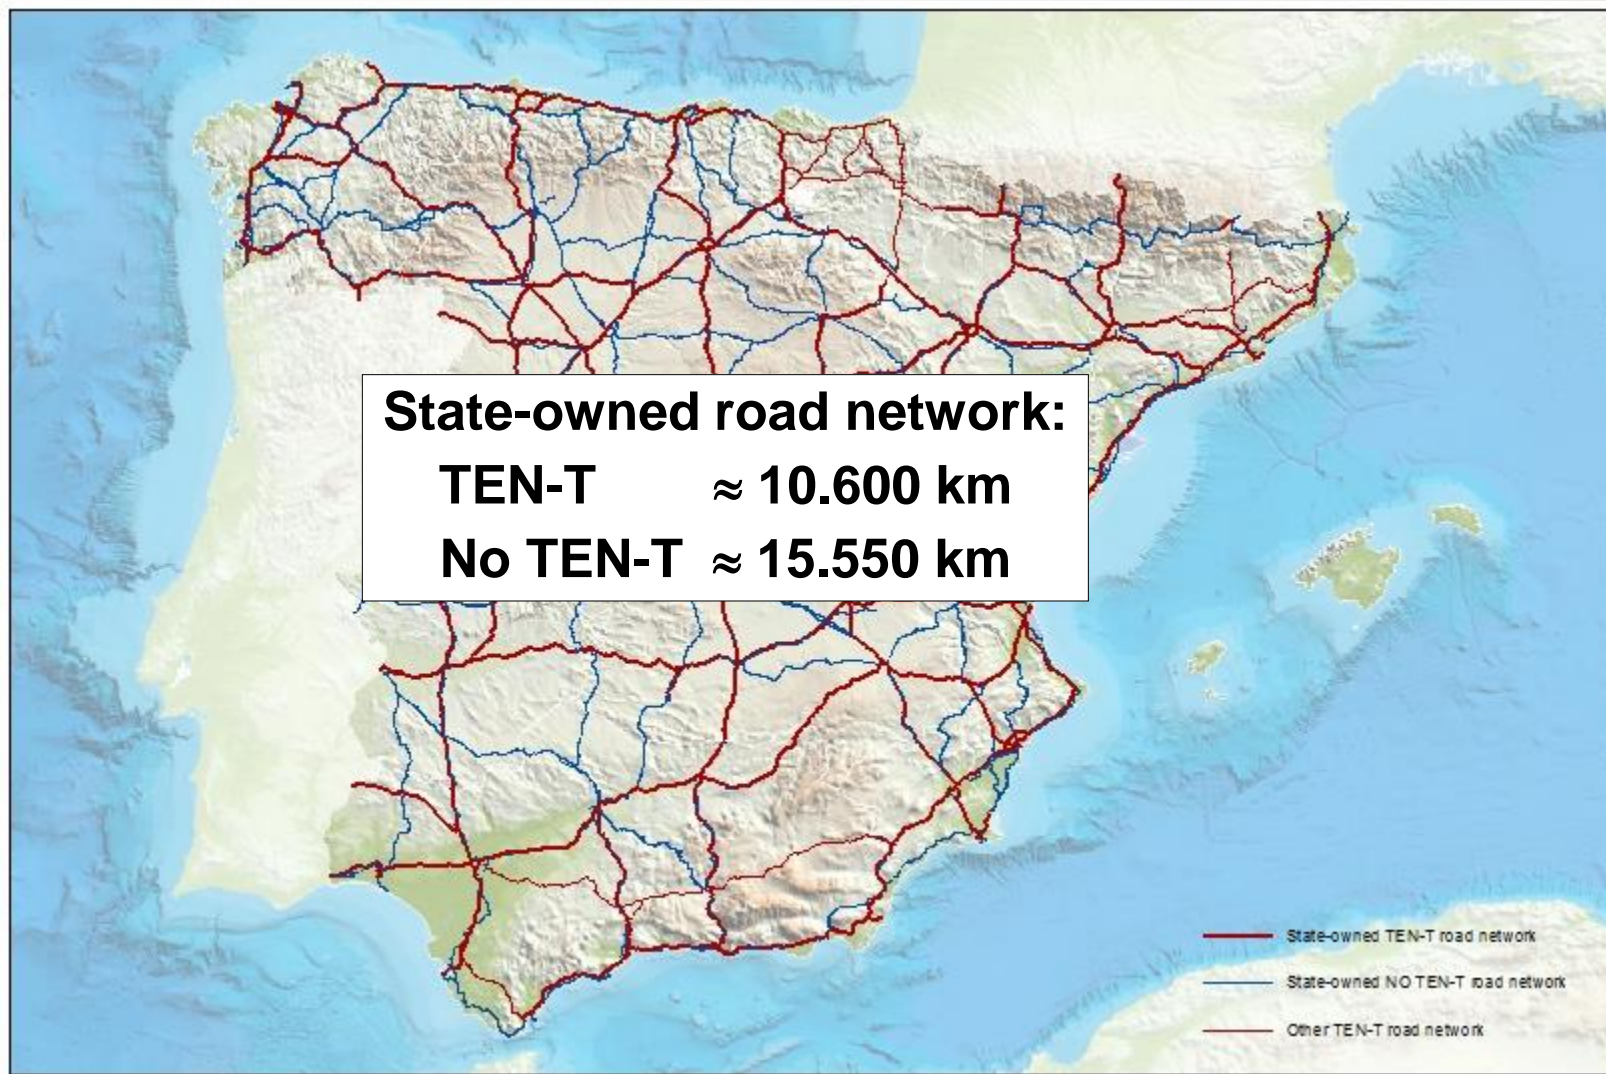 State-owned road network:
TEN-T ≈ 10.600 km
No TEN-T ≈ 15.550 km
State-owned TEN-T road network
State-owned NO TEN-T road network
Other TEN-T road network